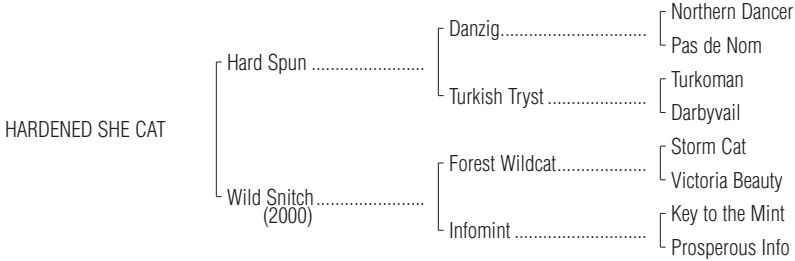 Northern Dancer
Danzig..............................
Pas de Nom
Hard Spun .......................
Turkoman
Turkish Tryst .....................
Darbyvail
HARDENED SHE CAT
Storm Cat
Forest Wildcat...................
Victoria Beauty
Wild Snitch.......................
(2000)
Key to the Mint
Infomint ............................
Prosperous Info